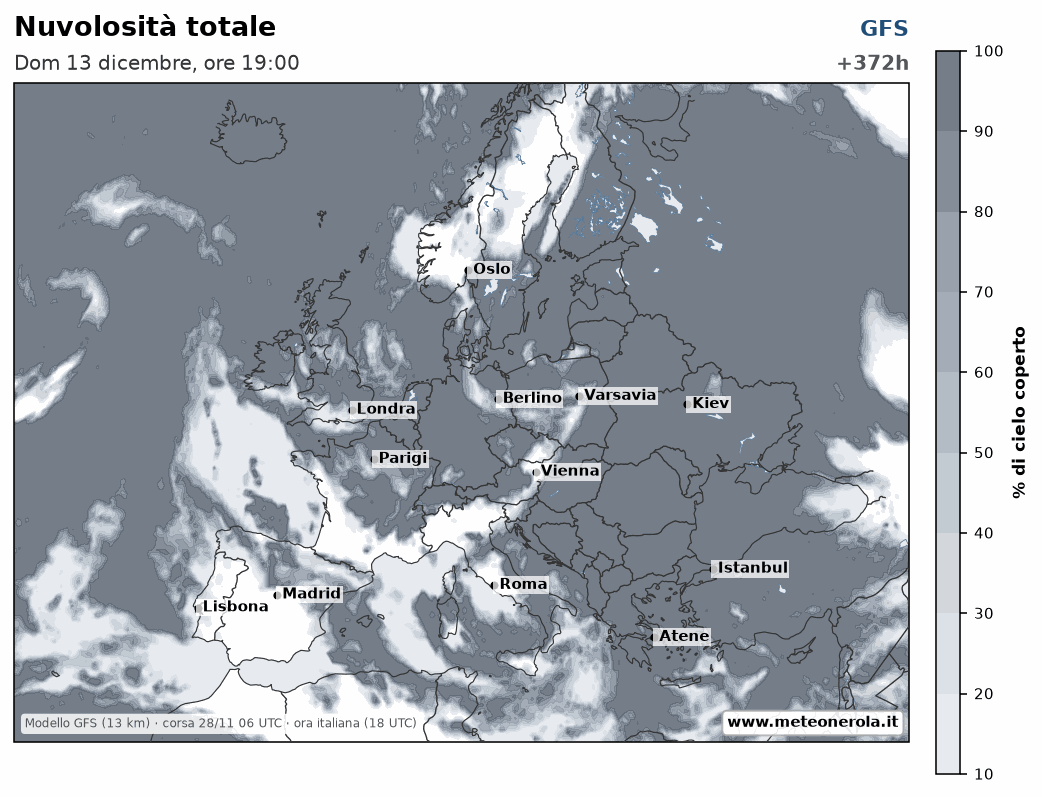 Nuvolosità totale
GFS
Dom 13 dicembre, ore 19:00
+372h
100
90
80
70
60
50
40
30
20
10
% di cielo coperto
Oslo
Londra
Berlino
Varsavia
Kiev
Parigi
Vienna
Istanbul
Roma
Madrid
Lisbona
Atene
Modello GFS (13 km) · corsa 28/11 06 UTC · ora italiana (18 UTC)
www.meteonerola.it